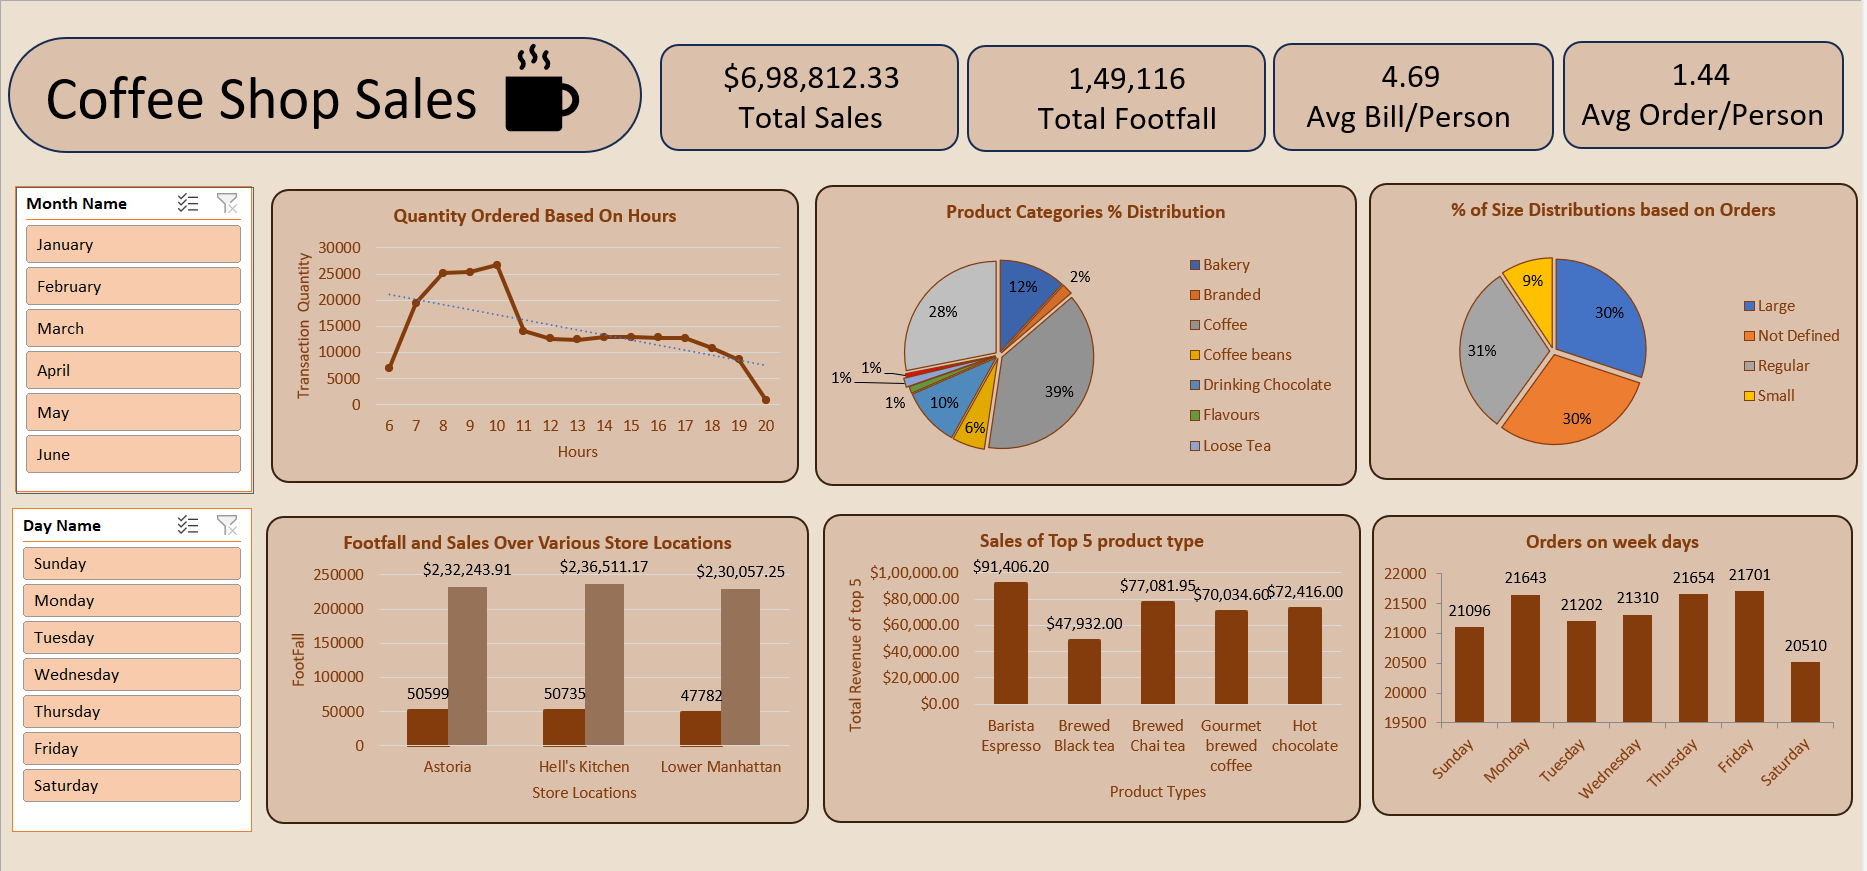 Coffee Shop Sales
$6,98,812.33
Total Sales
1,49,116
Total Footfall
4.69
Avg Bill/Person
1.44
Avg Order/Person
Month Name
January
February
March
April
May
June
Quantity Ordered Based On Hours
Transaction Quantity
30000
25000
20000
15000
10000
5000
0
6 7 8 9 10 11 12 13 14 15 16 17 18 19 20
Hours
Product Categories % Distribution
12%
2%
28%
39%
1%
1%
1%
10%
6%
Bakery
Branded
Coffee
Coffee beans
Drinking Chocolate
Flavours
Loose Tea
% of Size Distributions based on Orders
9%
30%
31%
30%
Large
Not Defined
Regular
Small
Day Name
Sunday
Monday
Tuesday
Wednesday
Thursday
Friday
Saturday
Footfall and Sales Over Various Store Locations
FootFall
250000
200000
150000
100000
50000
0
$2,32,243.91
$2,36,511.17
$2,30,057.25
50599
50735
47782
Astoria
Hell's Kitchen
Lower Manhattan
Store Locations
Sales of Top 5 product type
Total Revenue of top 5
$1,00,000.00
$80,000.00
$60,000.00
$40,000.00
$20,000.00
$0.00
$91,406.20
$47,932.00
$77,081.95
$70,034.60
$72,416.00
Barista
Espresso
Brewed
Black tea
Brewed
Chai tea
Gourmet
brewed
coffee
Hot
chocolate
Product Types
Orders on week days
22000
21500
21000
20500
20000
19500
21096
21643
21202
21310
21654
21701
20510
Sunday
Monday
Tuesday
Wednesday
Thursday
Friday
Saturday